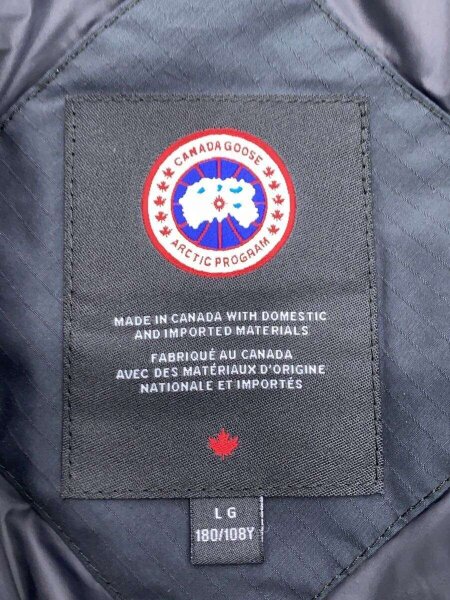 CANADA GOOSE
ARCTIC PROGRAM
MADE IN CANADA WITH DOMESTIC
AND IMPORTED MATERIALS
FABRIQUÉ AU CANADA
AVEC DES MATÉRIAUX D'ORIGINE
NATIONALE ET IMPORTÉS
LG
180/108Y